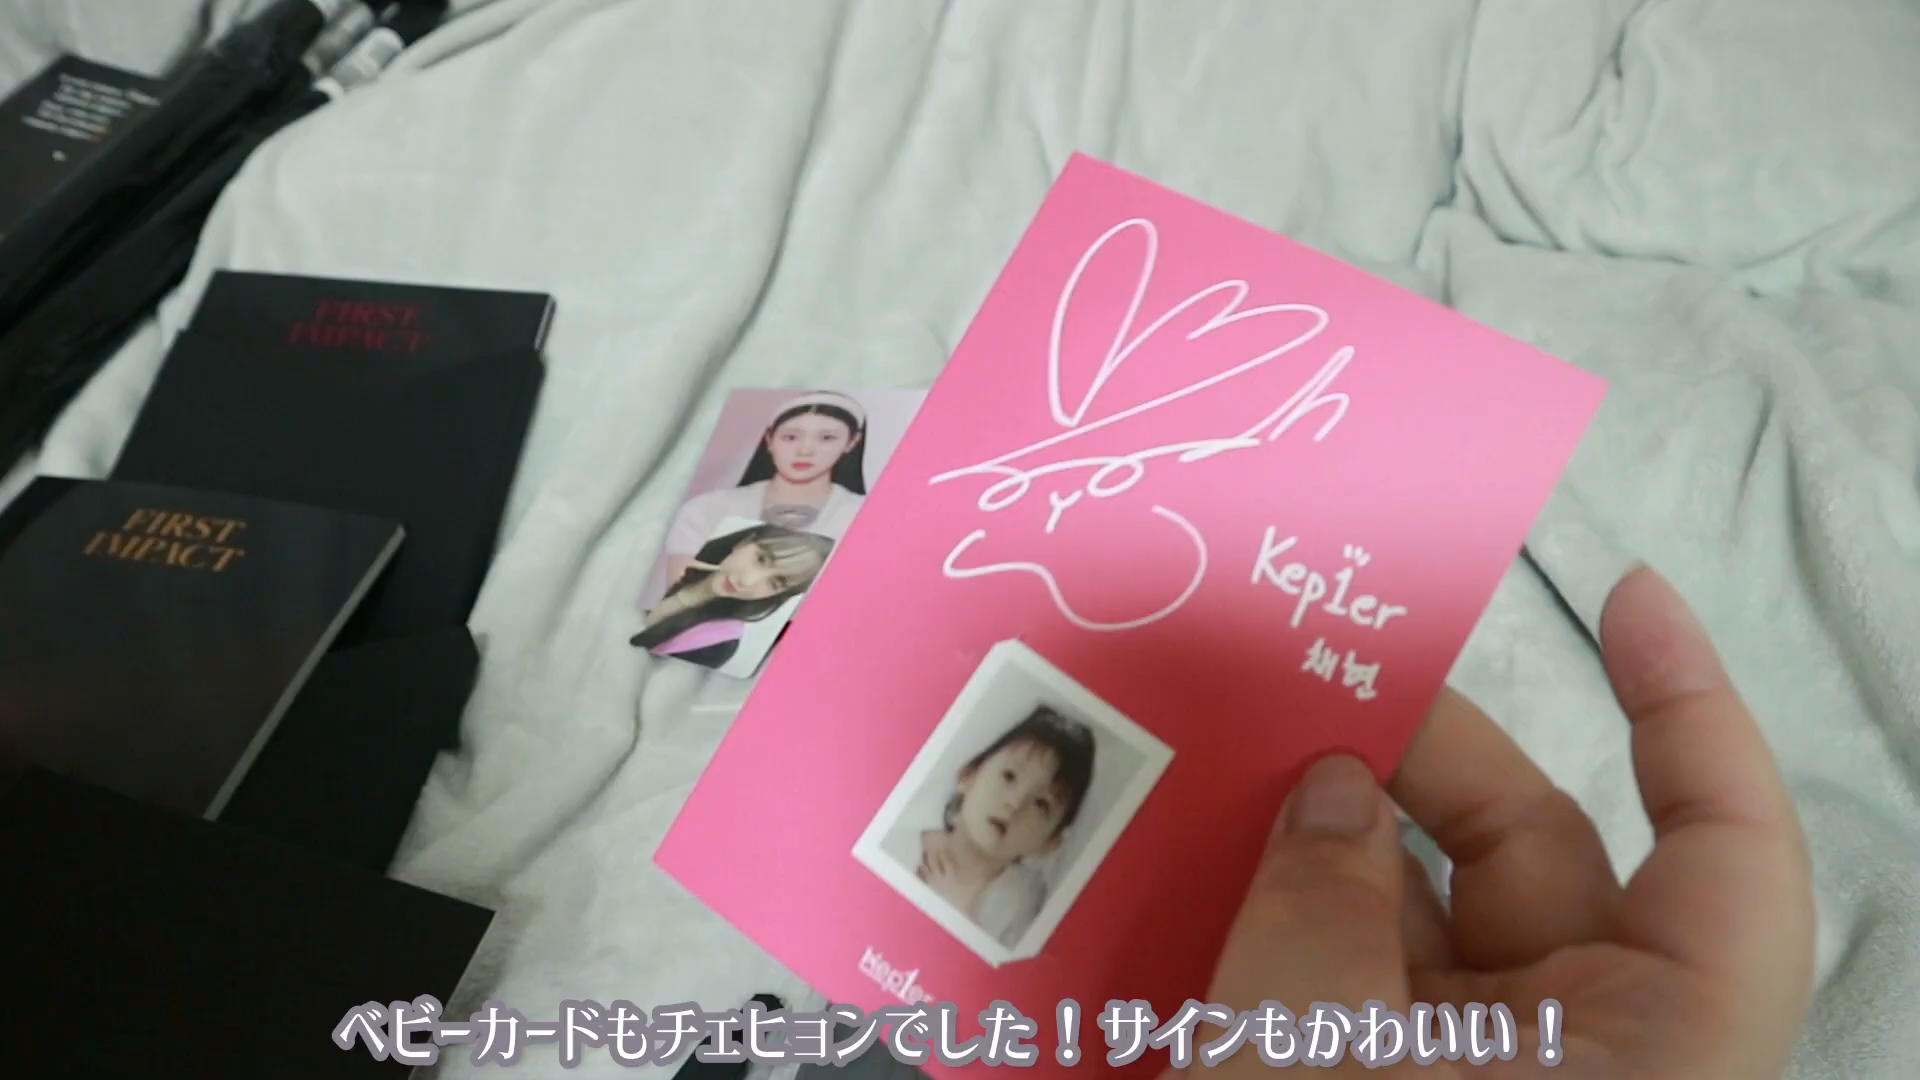 FIRST
IMPACT
FIRST
IMPACT
Kep1er
채현
Kep1er
ベビーカードもチェヒョンでした！サインもかわいい！